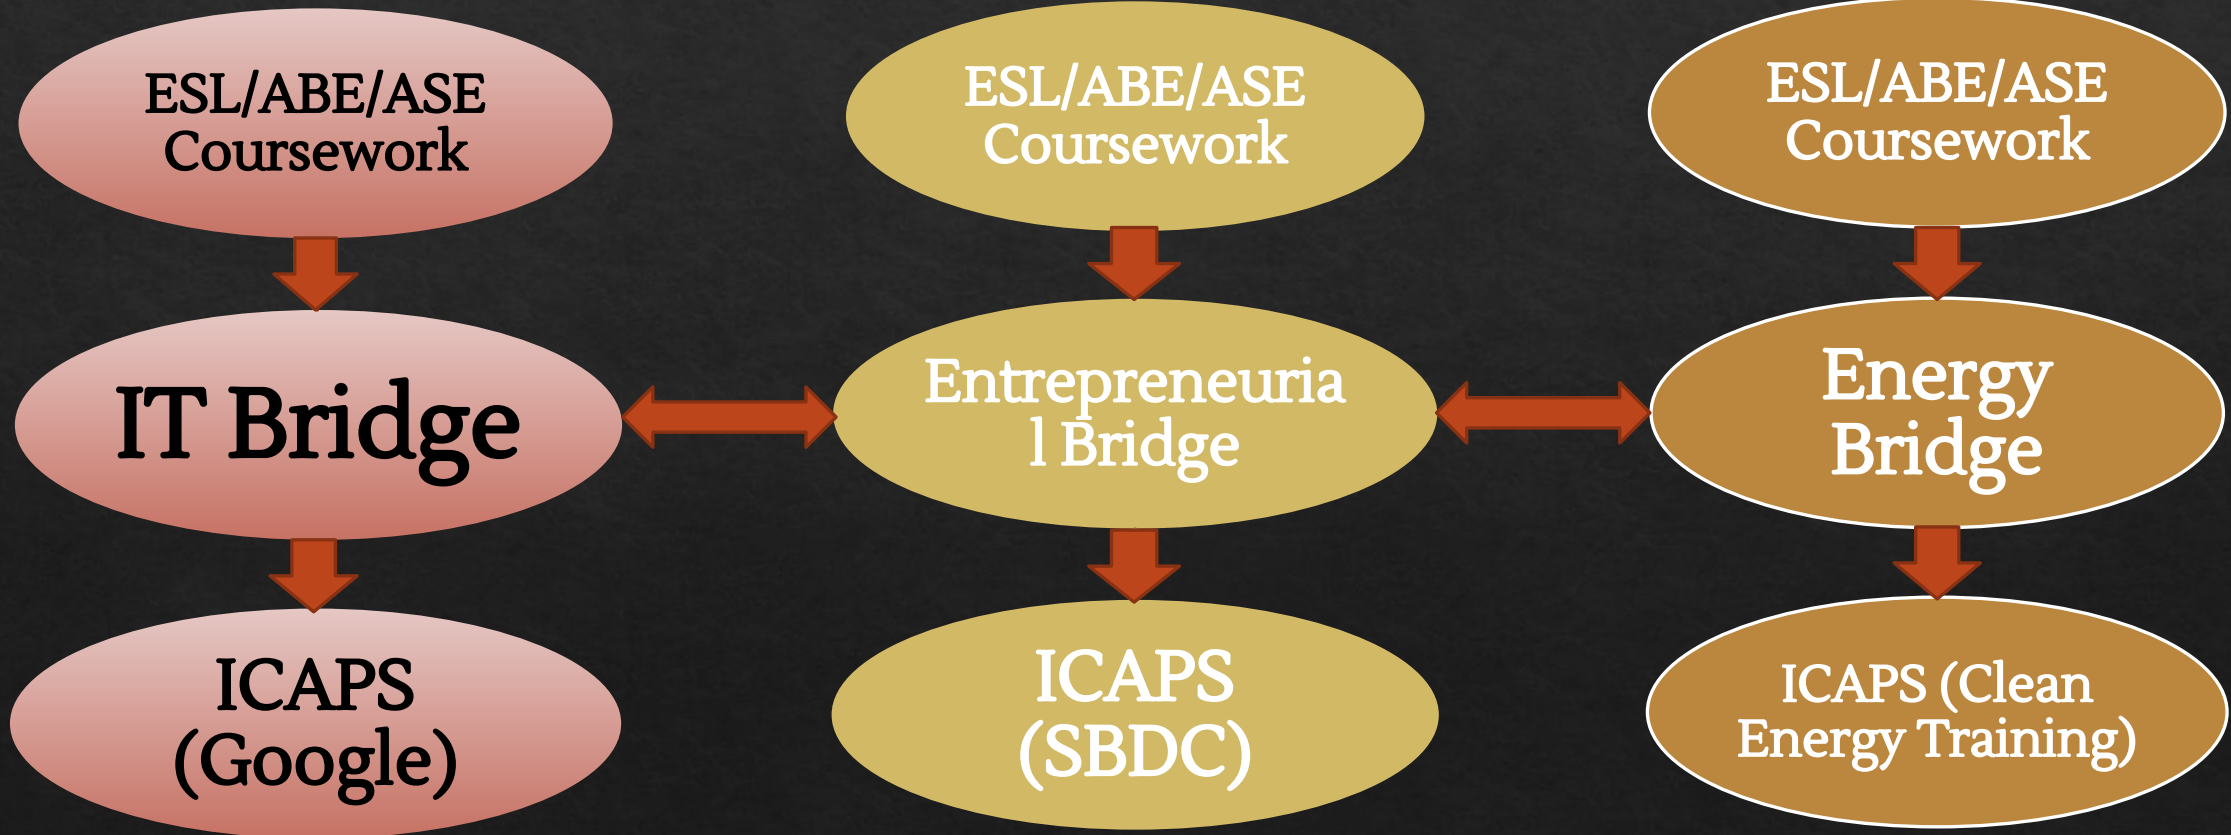 ESL/ABE/ASE
Coursework
ESL/ABE/ASE
Coursework
ESL/ABE/ASE
Coursework
IT Bridge
Entrepreneuria
l Bridge
Energy
Bridge
ICAPS
(Google)
ICAPS
(SBDC)
ICAPS (Clean
Energy Training)